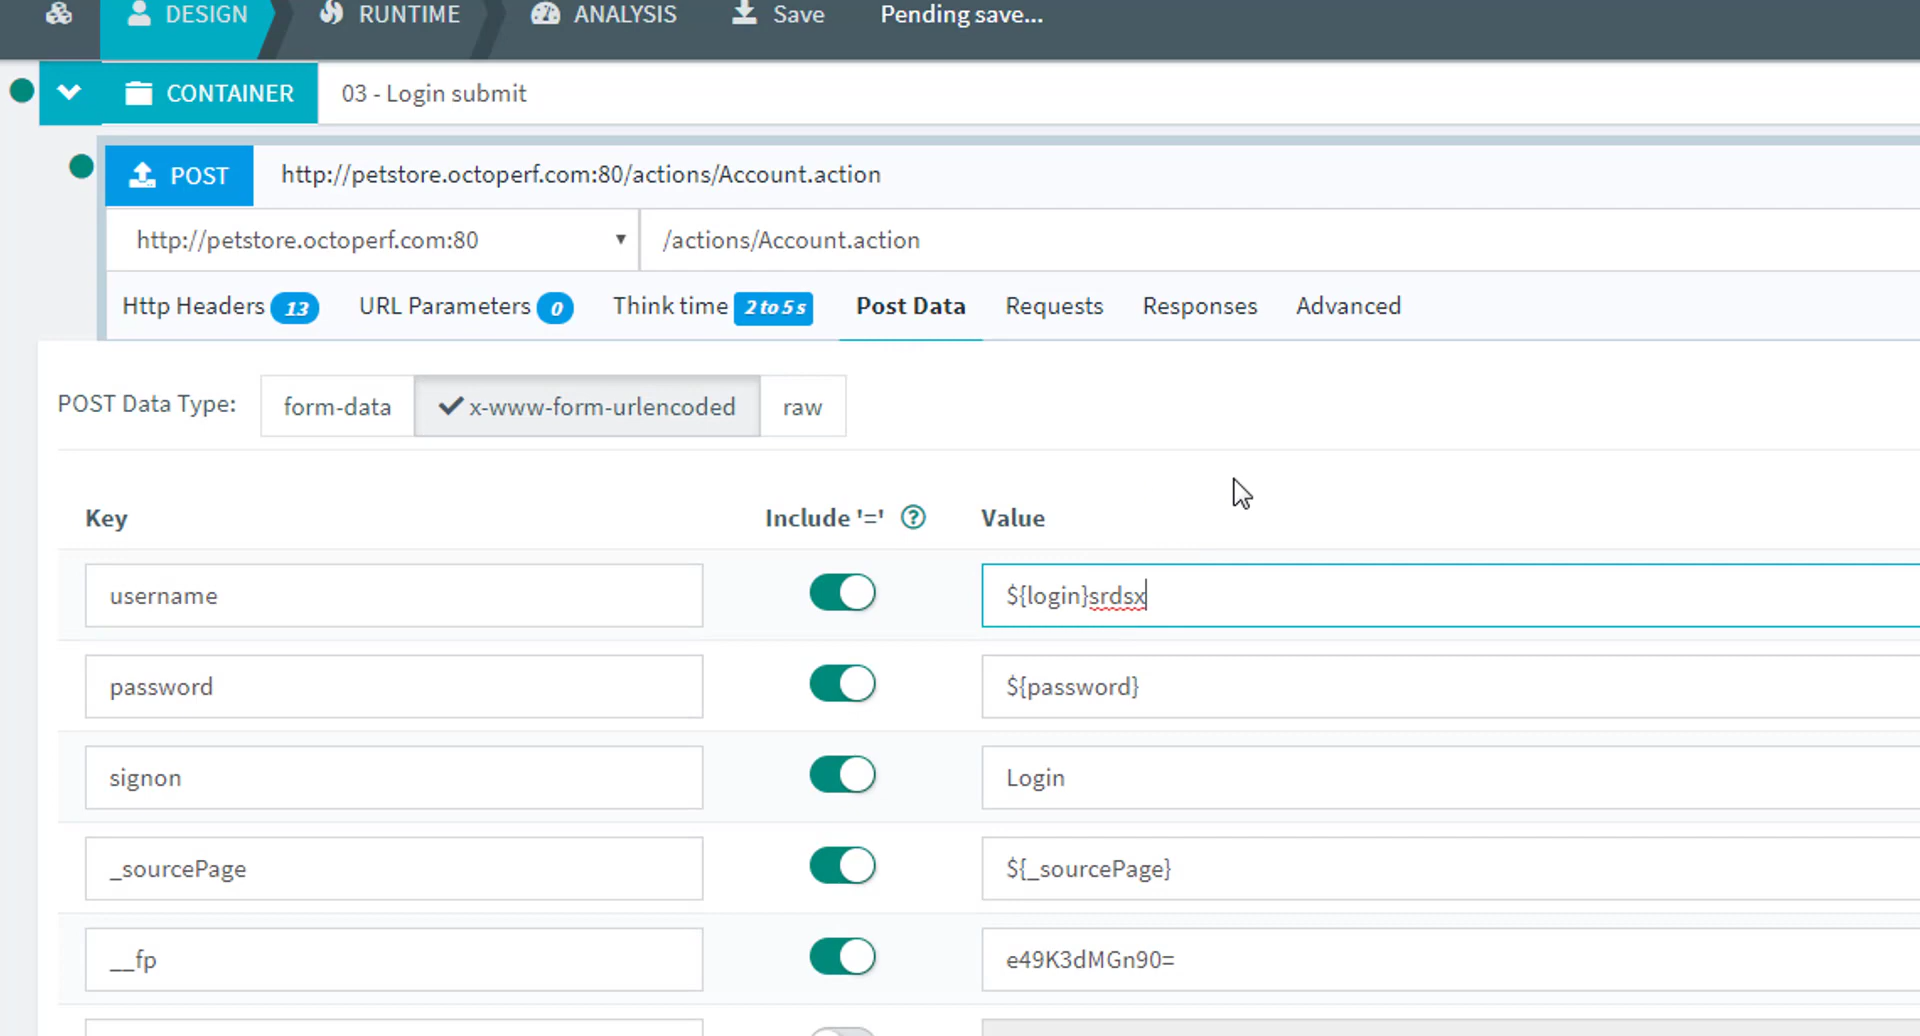 DESIGN RUNTIME ANALYSIS Save Pending save...
CONTAINER 03 - Login submit
POST http://petstore.octoperf.com:80/actions/Account.action
http://petstore.octoperf.com:80 /actions/Account.action
Http Headers 13 URL Parameters 0 Think time 2 to 5 s Post Data Requests Responses Advanced
POST Data Type: form-data x-www-form-urlencoded raw
Key Include '=' ? Value
username ${login}srdsx
password ${password}
signon Login
_sourcePage ${_sourcePage}
__fp e49K3dMGn90=